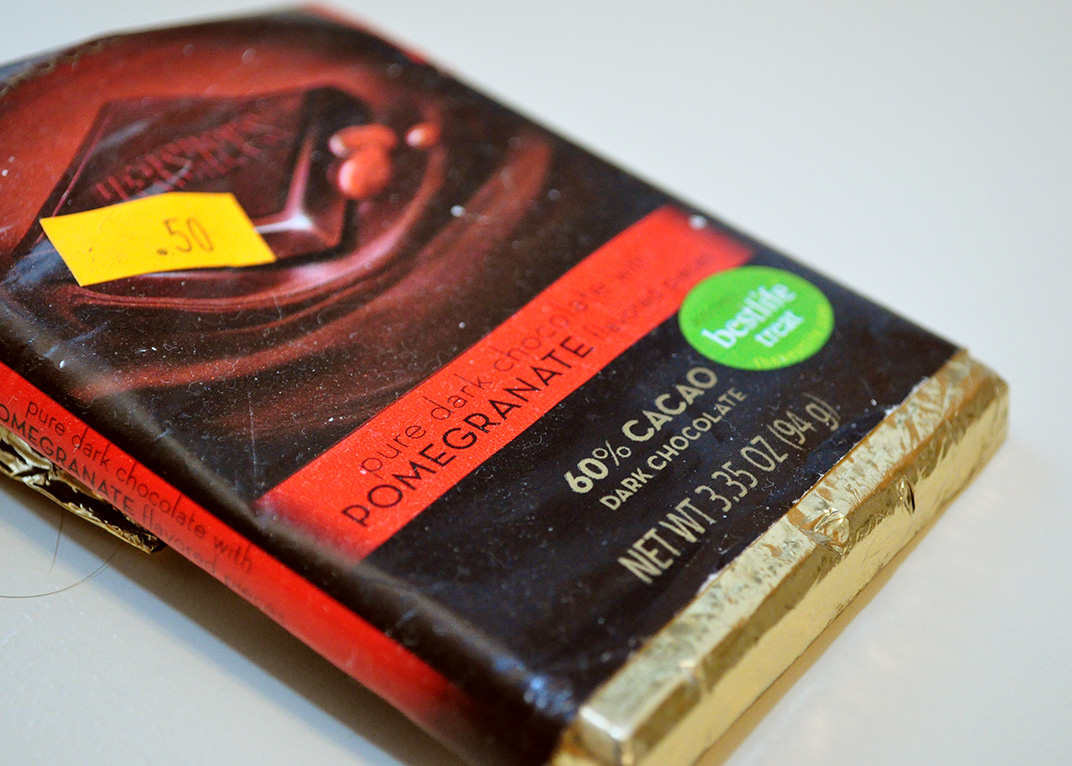 .50
pure dark chocolate with
POMEGRANATE flavored pieces
bestlife
treat
60% CACAO
DARK CHOCOLATE
NET WT 3.35 OZ (94 g)
pure dark chocolate with
POMEGRANATE flavored